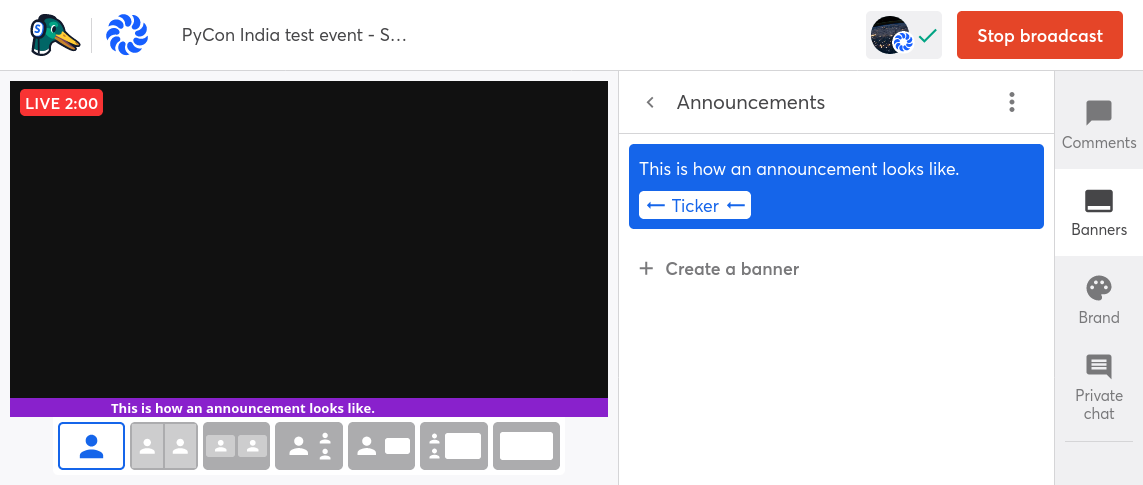 S
PyCon India test event - S...
Stop broadcast
LIVE 2:00
This is how an announcement looks like.
Announcements
This is how an announcement looks like.
← Ticker ←
+ Create a banner
Comments
Banners
Brand
Private
chat